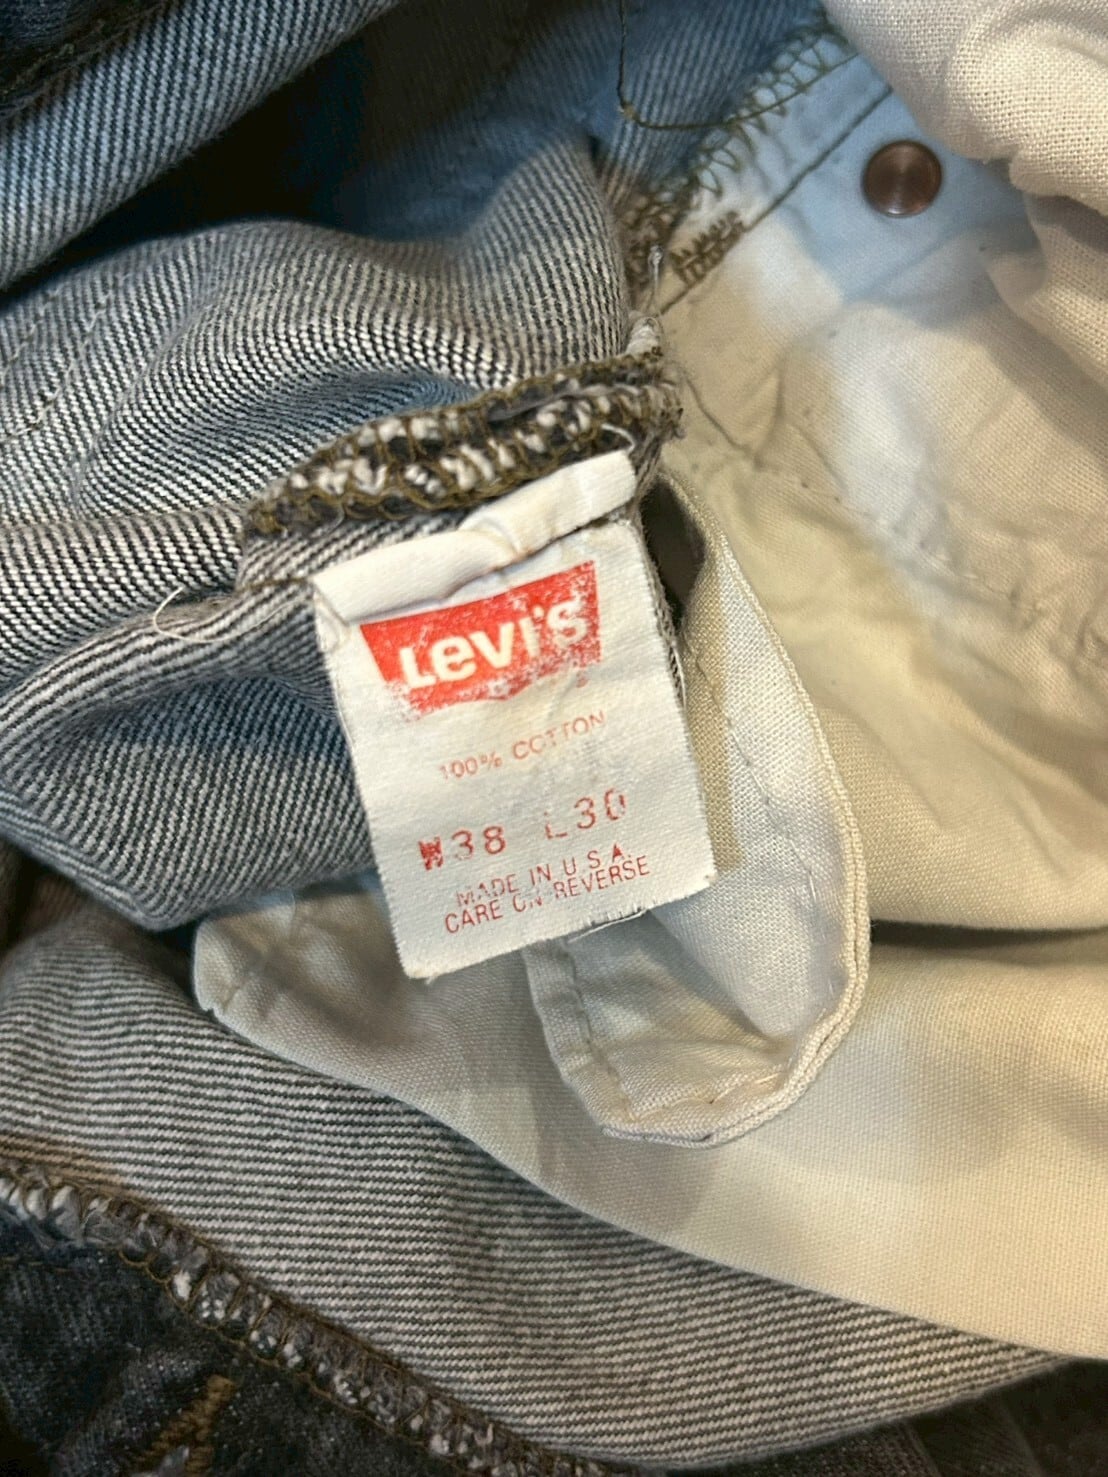 Levi's
100% COTTON
W38 L30
MADE IN U.S.A.
CARE ON REVERSE